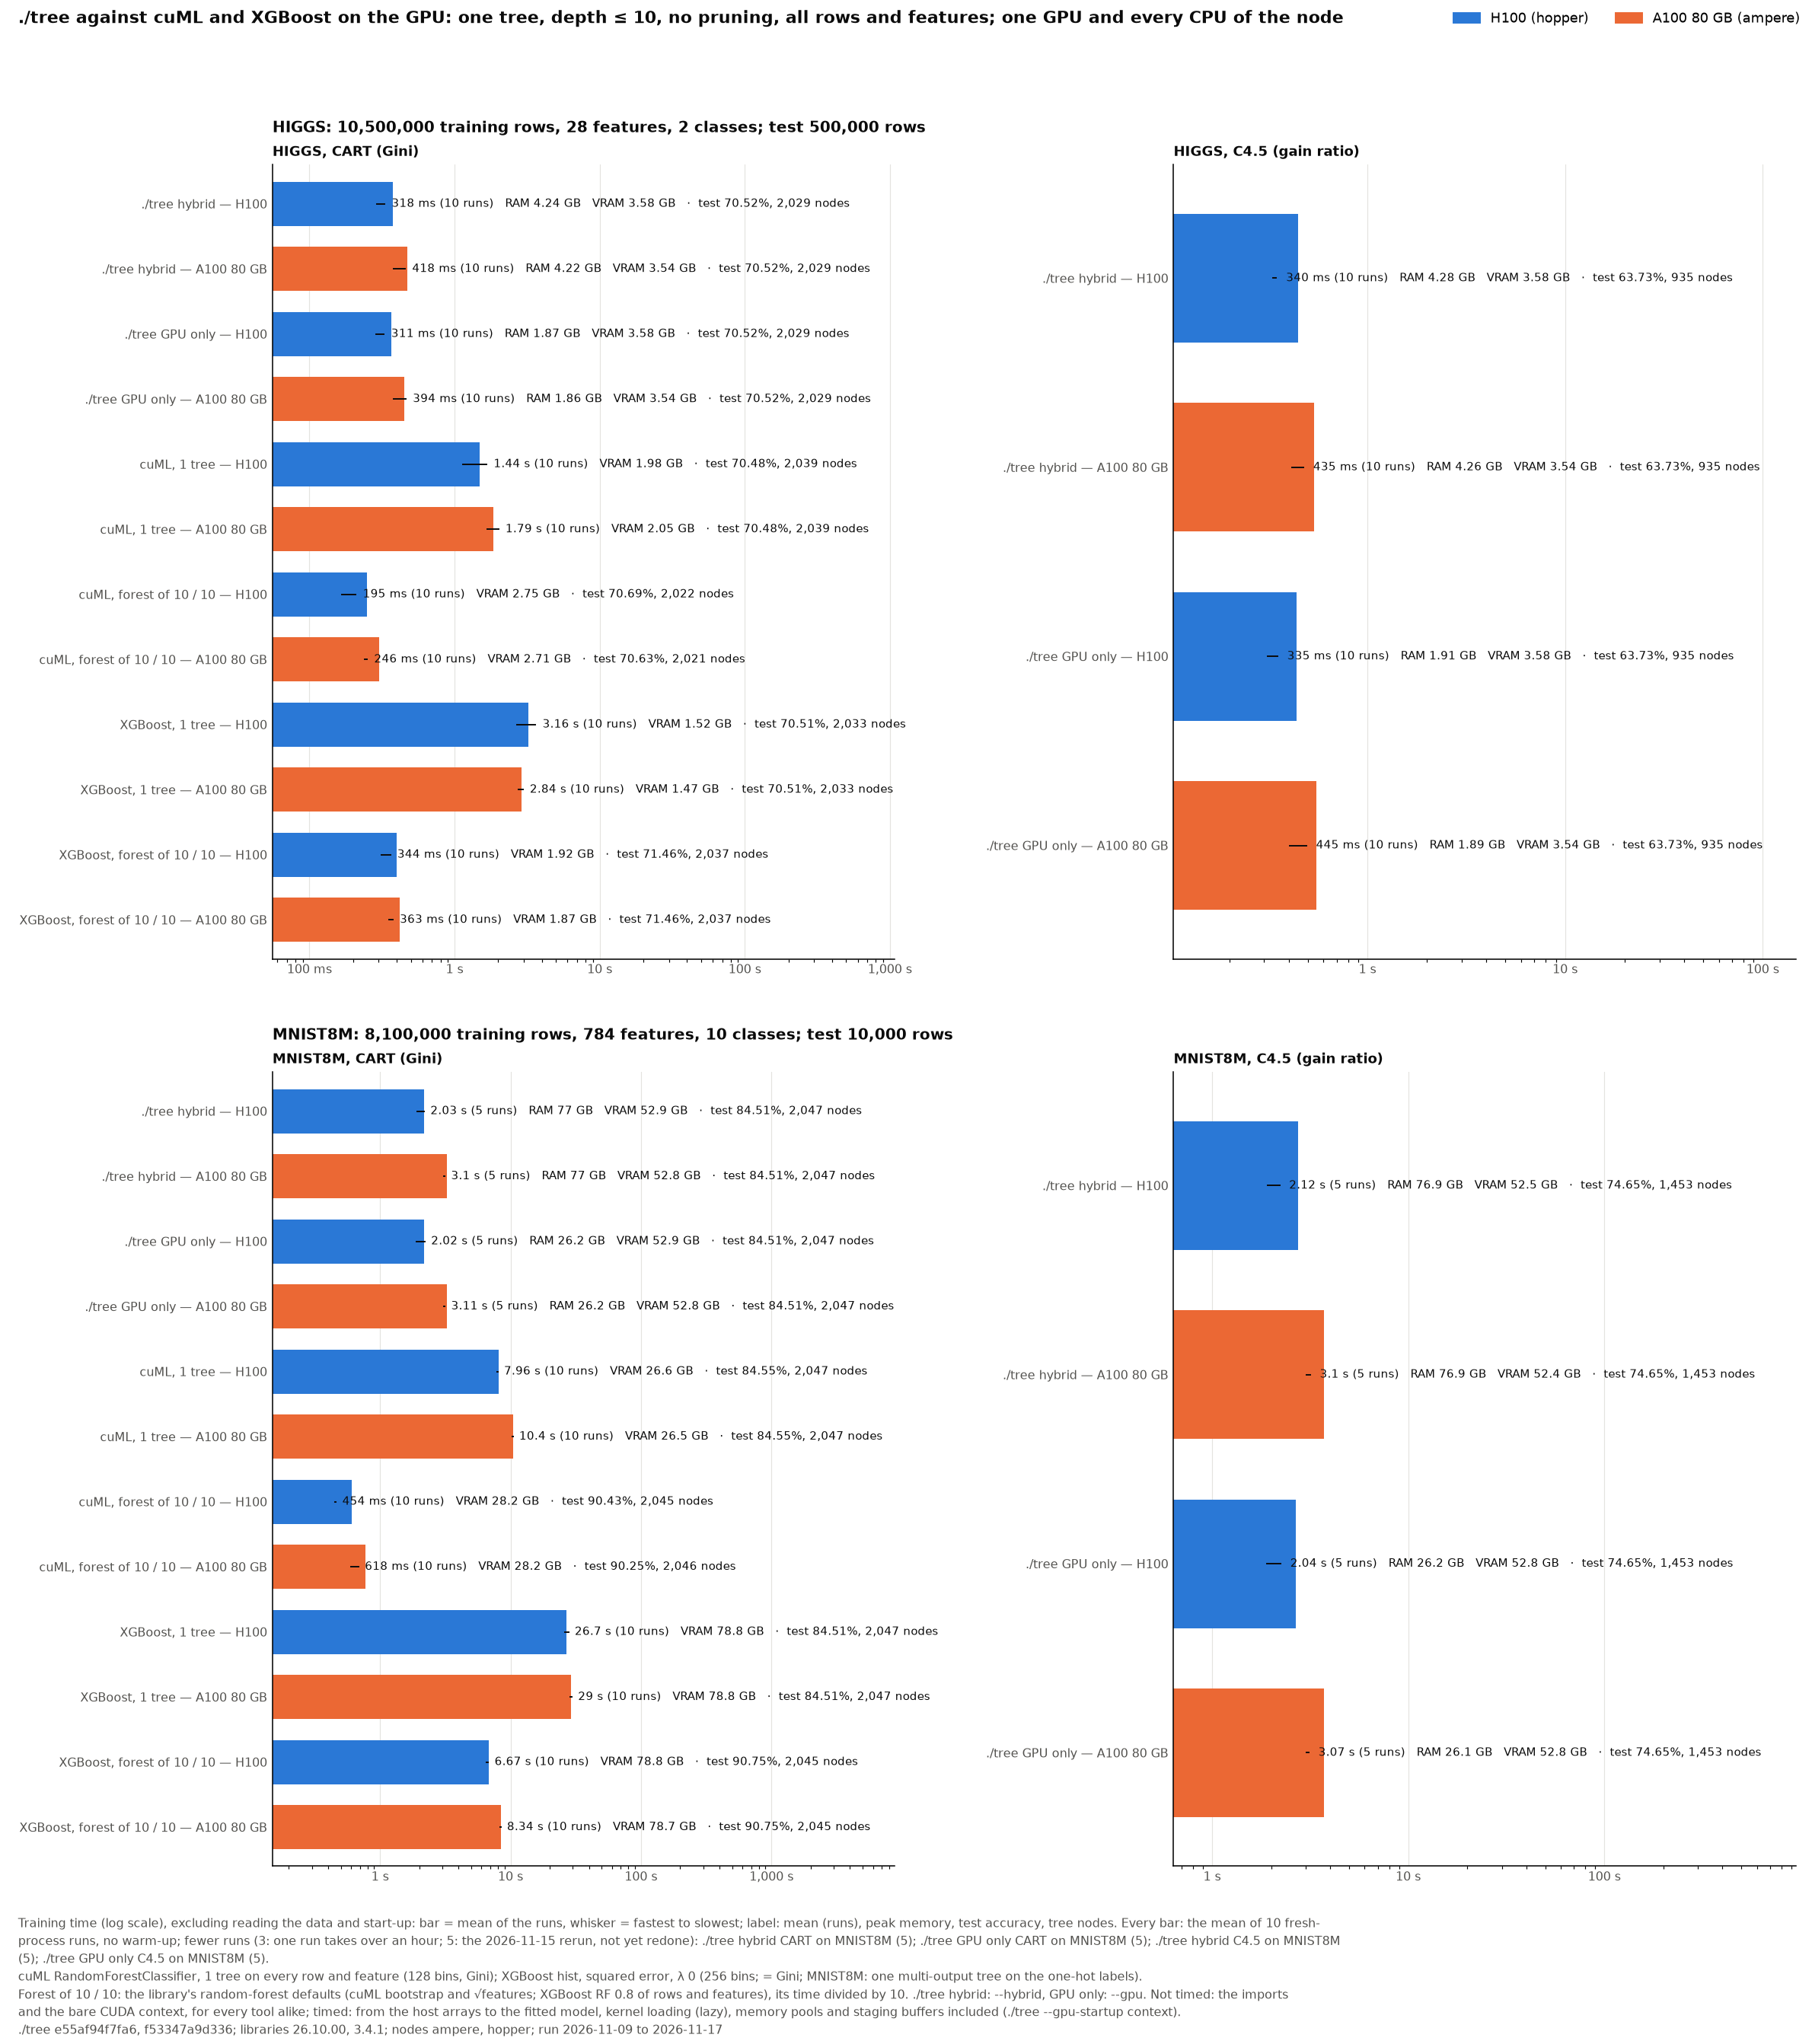 ./tree against cuML and XGBoost on the GPU: one tree, depth ≤ 10, no pruning, all rows and features; one GPU and every CPU of the node
H100 (hopper)
A100 80 GB (ampere)
HIGGS: 10,500,000 training rows, 28 features, 2 classes; test 500,000 rows
HIGGS, CART (Gini)
./tree hybrid — H100
318 ms (10 runs) RAM 4.24 GB VRAM 3.58 GB · test 70.52%, 2,029 nodes
./tree hybrid — A100 80 GB
418 ms (10 runs) RAM 4.22 GB VRAM 3.54 GB · test 70.52%, 2,029 nodes
./tree GPU only — H100
311 ms (10 runs) RAM 1.87 GB VRAM 3.58 GB · test 70.52%, 2,029 nodes
./tree GPU only — A100 80 GB
394 ms (10 runs) RAM 1.86 GB VRAM 3.54 GB · test 70.52%, 2,029 nodes
cuML, 1 tree — H100
1.44 s (10 runs) VRAM 1.98 GB · test 70.48%, 2,039 nodes
cuML, 1 tree — A100 80 GB
1.79 s (10 runs) VRAM 2.05 GB · test 70.48%, 2,039 nodes
cuML, forest of 10 / 10 — H100
195 ms (10 runs) VRAM 2.75 GB · test 70.69%, 2,022 nodes
cuML, forest of 10 / 10 — A100 80 GB
246 ms (10 runs) VRAM 2.71 GB · test 70.63%, 2,021 nodes
XGBoost, 1 tree — H100
3.16 s (10 runs) VRAM 1.52 GB · test 70.51%, 2,033 nodes
XGBoost, 1 tree — A100 80 GB
2.84 s (10 runs) VRAM 1.47 GB · test 70.51%, 2,033 nodes
XGBoost, forest of 10 / 10 — H100
344 ms (10 runs) VRAM 1.92 GB · test 71.46%, 2,037 nodes
XGBoost, forest of 10 / 10 — A100 80 GB
363 ms (10 runs) VRAM 1.87 GB · test 71.46%, 2,037 nodes
100 ms 1 s 10 s 100 s 1,000 s
HIGGS, C4.5 (gain ratio)
./tree hybrid — H100
340 ms (10 runs) RAM 4.28 GB VRAM 3.58 GB · test 63.73%, 935 nodes
./tree hybrid — A100 80 GB
435 ms (10 runs) RAM 4.26 GB VRAM 3.54 GB · test 63.73%, 935 nodes
./tree GPU only — H100
335 ms (10 runs) RAM 1.91 GB VRAM 3.58 GB · test 63.73%, 935 nodes
./tree GPU only — A100 80 GB
445 ms (10 runs) RAM 1.89 GB VRAM 3.54 GB · test 63.73%, 935 nodes
1 s 10 s 100 s
MNIST8M: 8,100,000 training rows, 784 features, 10 classes; test 10,000 rows
MNIST8M, CART (Gini)
./tree hybrid — H100
2.03 s (5 runs) RAM 77 GB VRAM 52.9 GB · test 84.51%, 2,047 nodes
./tree hybrid — A100 80 GB
3.1 s (5 runs) RAM 77 GB VRAM 52.8 GB · test 84.51%, 2,047 nodes
./tree GPU only — H100
2.02 s (5 runs) RAM 26.2 GB VRAM 52.9 GB · test 84.51%, 2,047 nodes
./tree GPU only — A100 80 GB
3.11 s (5 runs) RAM 26.2 GB VRAM 52.8 GB · test 84.51%, 2,047 nodes
cuML, 1 tree — H100
7.96 s (10 runs) VRAM 26.6 GB · test 84.55%, 2,047 nodes
cuML, 1 tree — A100 80 GB
10.4 s (10 runs) VRAM 26.5 GB · test 84.55%, 2,047 nodes
cuML, forest of 10 / 10 — H100
454 ms (10 runs) VRAM 28.2 GB · test 90.43%, 2,045 nodes
cuML, forest of 10 / 10 — A100 80 GB
618 ms (10 runs) VRAM 28.2 GB · test 90.25%, 2,046 nodes
XGBoost, 1 tree — H100
26.7 s (10 runs) VRAM 78.8 GB · test 84.51%, 2,047 nodes
XGBoost, 1 tree — A100 80 GB
29 s (10 runs) VRAM 78.8 GB · test 84.51%, 2,047 nodes
XGBoost, forest of 10 / 10 — H100
6.67 s (10 runs) VRAM 78.8 GB · test 90.75%, 2,045 nodes
XGBoost, forest of 10 / 10 — A100 80 GB
8.34 s (10 runs) VRAM 78.7 GB · test 90.75%, 2,045 nodes
1 s 10 s 100 s 1,000 s
MNIST8M, C4.5 (gain ratio)
./tree hybrid — H100
2.12 s (5 runs) RAM 76.9 GB VRAM 52.5 GB · test 74.65%, 1,453 nodes
./tree hybrid — A100 80 GB
3.1 s (5 runs) RAM 76.9 GB VRAM 52.4 GB · test 74.65%, 1,453 nodes
./tree GPU only — H100
2.04 s (5 runs) RAM 26.2 GB VRAM 52.8 GB · test 74.65%, 1,453 nodes
./tree GPU only — A100 80 GB
3.07 s (5 runs) RAM 26.1 GB VRAM 52.8 GB · test 74.65%, 1,453 nodes
1 s 10 s 100 s
Training time (log scale), excluding reading the data and start-up: bar = mean of the runs, whisker = fastest to slowest; label: mean (runs), peak memory, test accuracy, tree nodes. Every bar: the mean of 10 fresh-
process runs, no warm-up; fewer runs (3: one run takes over an hour; 5: the 2026-11-15 rerun, not yet redone): ./tree hybrid CART on MNIST8M (5); ./tree GPU only CART on MNIST8M (5); ./tree hybrid C4.5 on MNIST8M
(5); ./tree GPU only C4.5 on MNIST8M (5).
cuML RandomForestClassifier, 1 tree on every row and feature (128 bins, Gini); XGBoost hist, squared error, λ 0 (256 bins; = Gini; MNIST8M: one multi-output tree on the one-hot labels).
Forest of 10 / 10: the library's random-forest defaults (cuML bootstrap and √features; XGBoost RF 0.8 of rows and features), its time divided by 10. ./tree hybrid: --hybrid, GPU only: --gpu. Not timed: the imports
and the bare CUDA context, for every tool alike; timed: from the host arrays to the fitted model, kernel loading (lazy), memory pools and staging buffers included (./tree --gpu-startup context).
./tree e55af94f7fa6, f53347a9d336; libraries 26.10.00, 3.4.1; nodes ampere, hopper; run 2026-11-09 to 2026-11-17